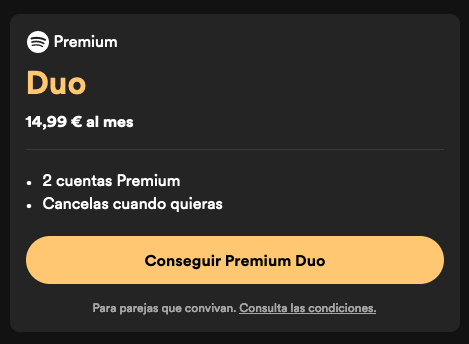 Premium
Duo
14,99 € al mes
• 2 cuentas Premium
• Cancelas cuando quieras
Conseguir Premium Duo
Para parejas que convivan. Consulta las condiciones.